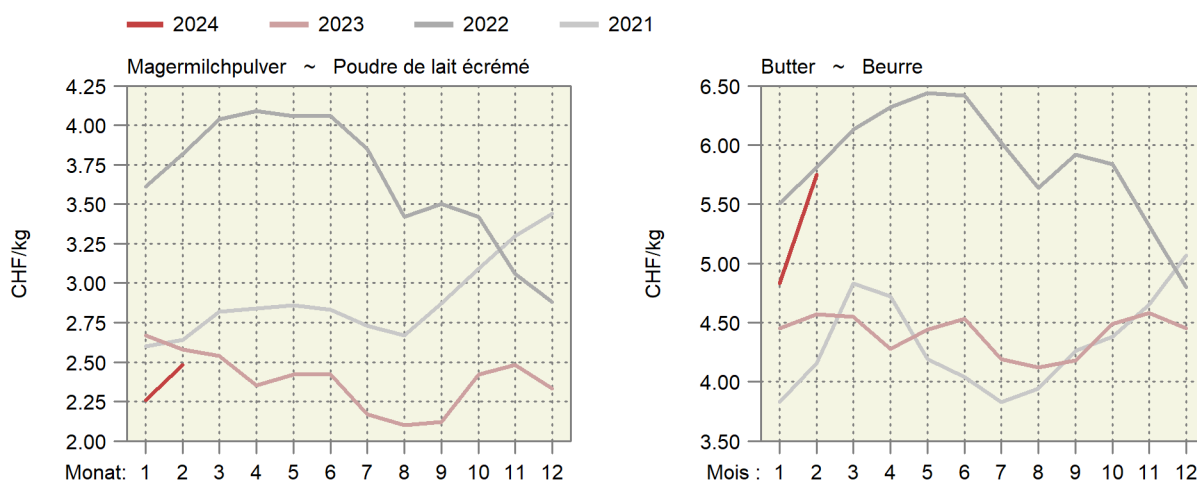 2024 2023 2022 2021
Magermilchpulver ~ Poudre de lait écrémé
CHF/kg
4.25
4.00
3.75
3.50
3.25
3.00
2.75
2.50
2.25
2.00
Monat: 1 2 3 4 5 6 7 8 9 10 11 12
Butter ~ Beurre
CHF/kg
6.50
6.00
5.50
5.00
4.50
4.00
3.50
Mois : 1 2 3 4 5 6 7 8 9 10 11 12